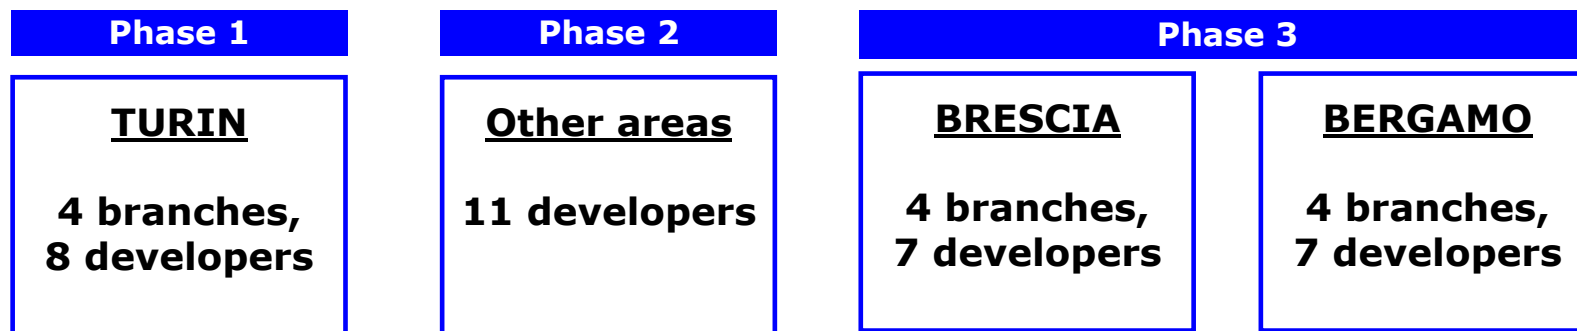 Phase 1
Phase 2
Phase 3
TURIN
4 branches,
8 developers
Other areas
11 developers
BRESCIA
4 branches,
7 developers
BERGAMO
4 branches,
7 developers